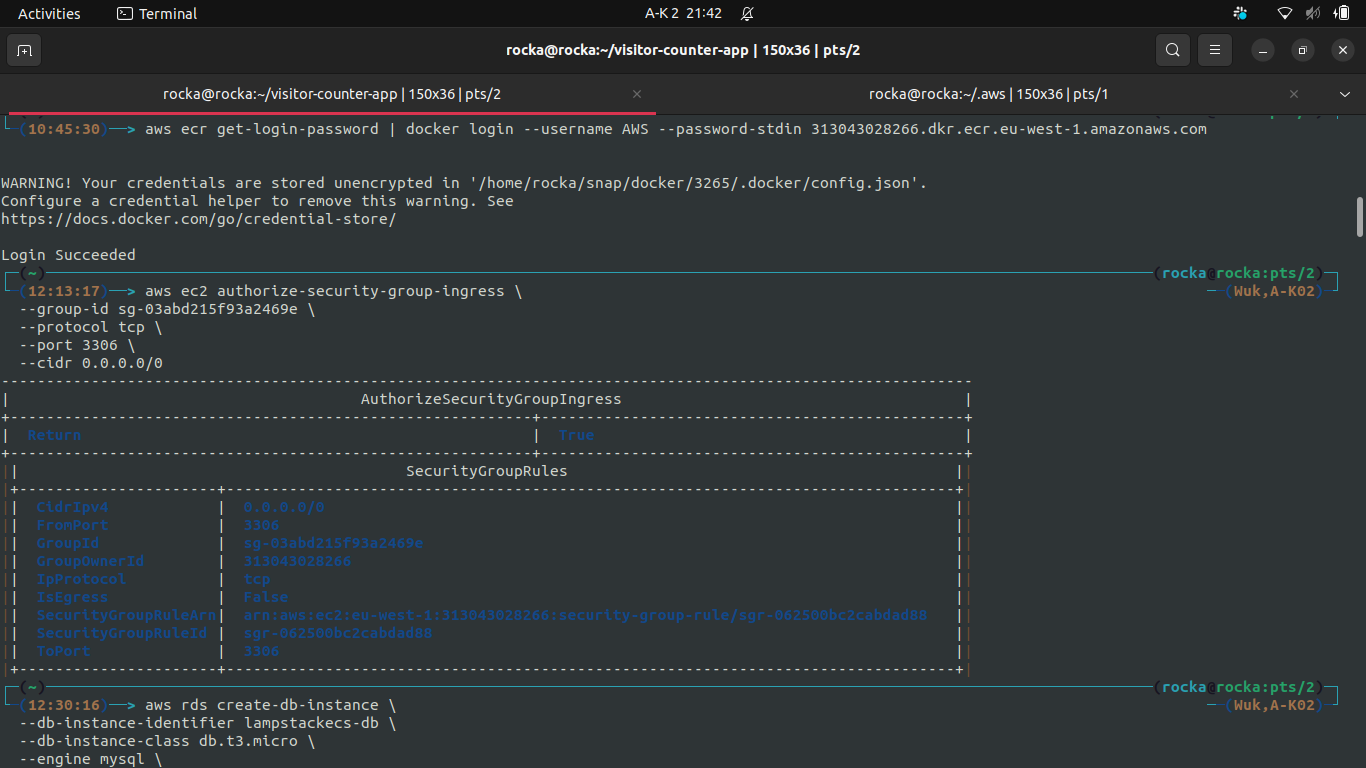 Activities Terminal A-K 2 21:42
rocka@rocka:~/visitor-counter-app | 150x36 | pts/2
rocka@rocka:~/visitor-counter-app | 150x36 | pts/2 × rocka@rocka:~/.aws | 150x36 | pts/1 ×
(10:45:30)──> aws ecr get-login-password | docker login --username AWS --password-stdin 313043028266.dkr.ecr.eu-west-1.amazonaws.com
WARNING! Your credentials are stored unencrypted in '/home/rocka/snap/docker/3265/.docker/config.json'.
Configure a credential helper to remove this warning. See
https://docs.docker.com/go/credential-store/
Login Succeeded
(~) (rocka@rocka:pts/2)
(12:13:17)──> aws ec2 authorize-security-group-ingress \ (Wuk,A-K02)
--group-id sg-03abd215f93a2469e \
--protocol tcp \
--port 3306 \
--cidr 0.0.0.0/0
AuthorizeSecurityGroupIngress
Return | True
SecurityGroupRules
CidrIpv4 | 0.0.0.0/0
FromPort | 3306
GroupId | sg-03abd215f93a2469e
GroupOwnerId | 313043028266
IpProtocol | tcp
IsEgress | False
SecurityGroupRuleArn | arn:aws:ec2:eu-west-1:313043028266:security-group-rule/sgr-062500bc2cabdad88
SecurityGroupRuleId | sgr-062500bc2cabdad88
ToPort | 3306
(~) (rocka@rocka:pts/2)
(12:30:16)──> aws rds create-db-instance \ (Wuk,A-K02)
--db-instance-identifier lampstackecs-db \
--db-instance-class db.t3.micro \
--engine mysql \